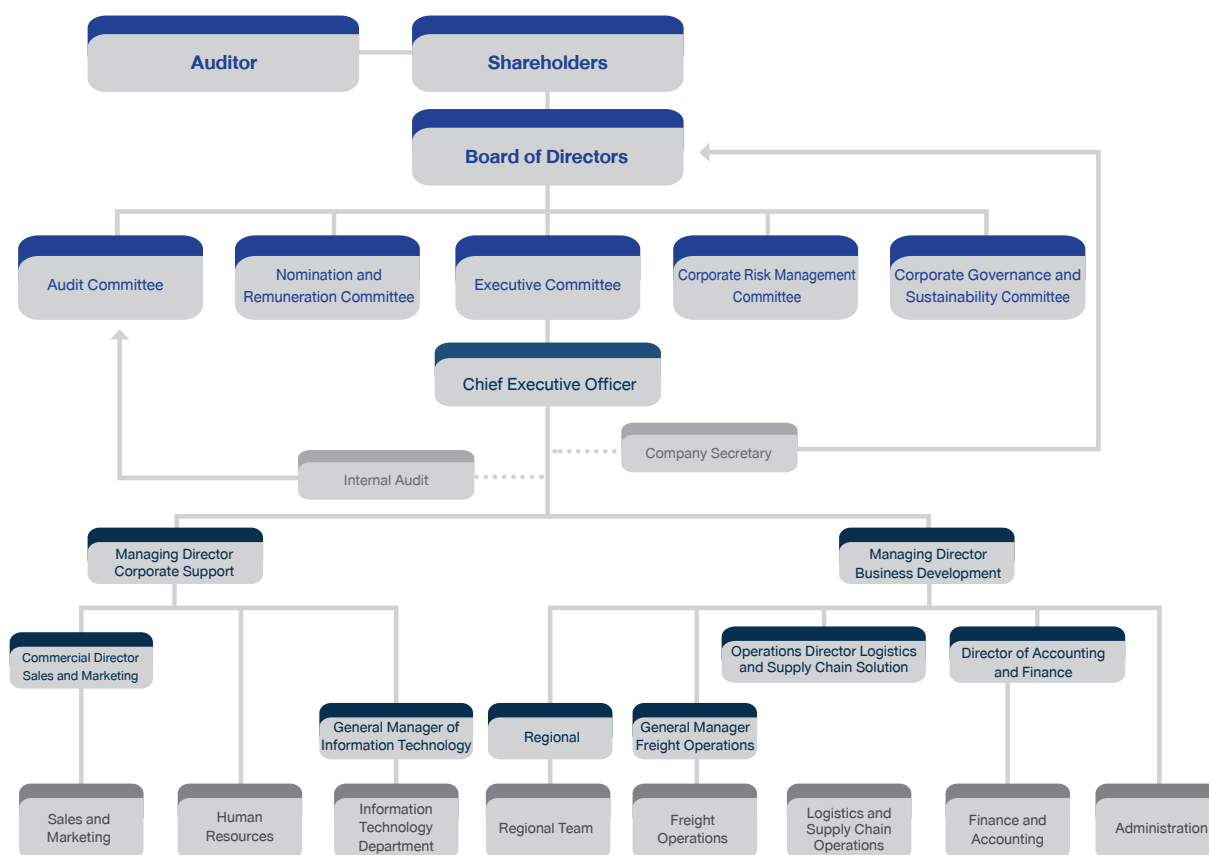 Auditor
Shareholders
Board of Directors
Audit Committee
Nomination and
Remuneration Committee
Executive Committee
Corporate Risk Management
Committee
Corporate Governance and
Sustainability Committee
Chief Executive Officer
Company Secretary
Internal Audit
Managing Director
Corporate Support
Managing Director
Business Development
Commercial Director
Sales and Marketing
Operations Director Logistics
and Supply Chain Solution
Director of Accounting
and Finance
General Manager of
Information Technology
Regional
General Manager
Freight Operations
Sales and
Marketing
Human
Resources
Information
Technology
Department
Regional Team
Freight
Operations
Logistics and
Supply Chain
Operations
Finance and
Accounting
Administration